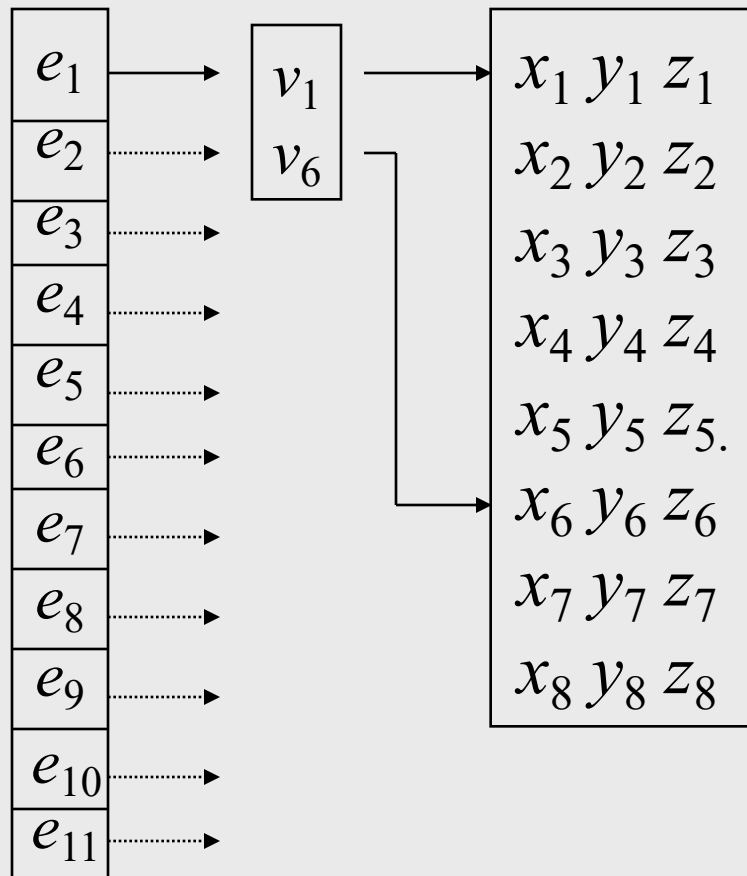 e₁
e₂
e₃
e₄
e₅
e₆
e₇
e₈
e₉
e₁₀
e₁₁
v₁
v₆
x₁ y₁ z₁
x₂ y₂ z₂
x₃ y₃ z₃
x₄ y₄ z₄
x₅ y₅ z₅.
x₆ y₆ z₆
x₇ y₇ z₇
x₈ y₈ z₈